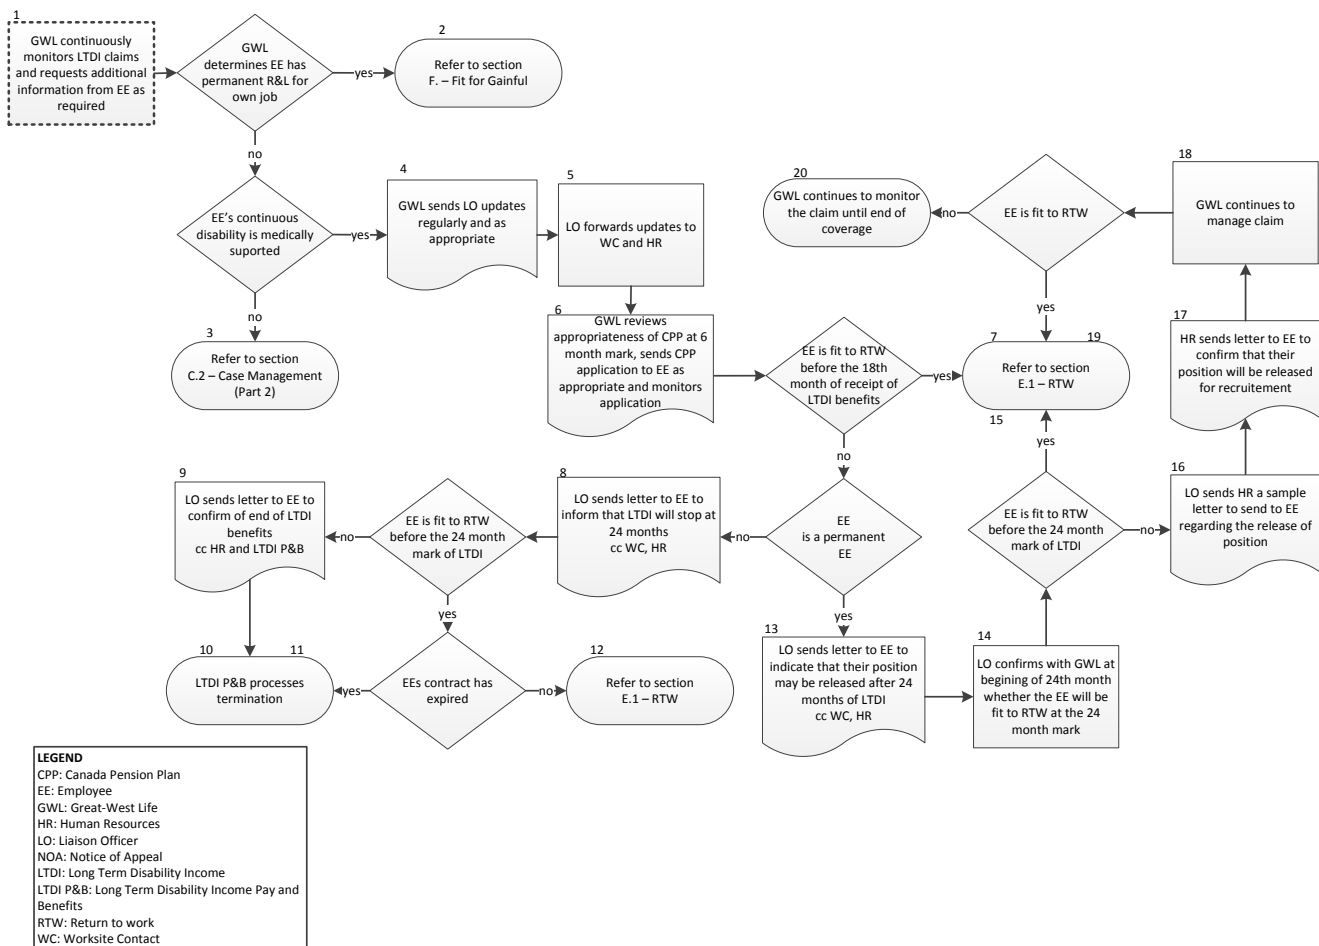 1
GWL continuously
monitors LTDI claims
and requests additional
information from EE as
required
GWL
determines EE has
permanent R&L for
own job
yes
2
Refer to section
F. – Fit for Gainful
no
EE's continuous
disability is medically
suported
yes
4
GWL sends LO updates
regularly and as
appropriate
5
LO forwards updates to
WC and HR
no
3
Refer to section
C.2 – Case Management
(Part 2)
6
GWL reviews
appropriateness of CPP at 6
month mark, sends CPP
application to EE as
appropriate and monitors
application
EE is fit to RTW
before the 18th
month of receipt of
LTDI benefits
yes
7
19
Refer to section
E.1 – RTW
15
20
GWL continues to monitor
the claim until end of
coverage
no
EE is fit to RTW
yes
18
GWL continues to
manage claim
17
HR sends letter to EE to
confirm that their
position will be released
for recruitement
no
EE
is a permanent
EE
no
8
LO sends letter to EE to
inform that LTDI will stop at
24 months
cc WC, HR
EE is fit to RTW
before the 24 month
mark of LTDI
no
9
LO sends letter to EE to
confirm of end of LTDI
benefits
cc HR and LTDI P&B
yes
EE is fit to RTW
before the 24 month
mark of LTDI
no
16
LO sends HR a sample
letter to send to EE
regarding the release of
position
yes
10
11
LTDI P&B processes
termination
yes
EEs contract has
expired
no
12
Refer to section
E.1 – RTW
yes
13
LO sends letter to EE to
indicate that their position
may be released after 24
months of LTDI
cc WC, HR
14
LO confirms with GWL at
begining of 24th month
whether the EE will be
fit to RTW at the 24
month mark
LEGEND
CPP: Canada Pension Plan
EE: Employee
GWL: Great-West Life
HR: Human Resources
LO: Liaison Officer
NOA: Notice of Appeal
LTDI: Long Term Disability Income
LTDI P&B: Long Term Disability Income Pay and
Benefits
RTW: Return to work
WC: Worksite Contact